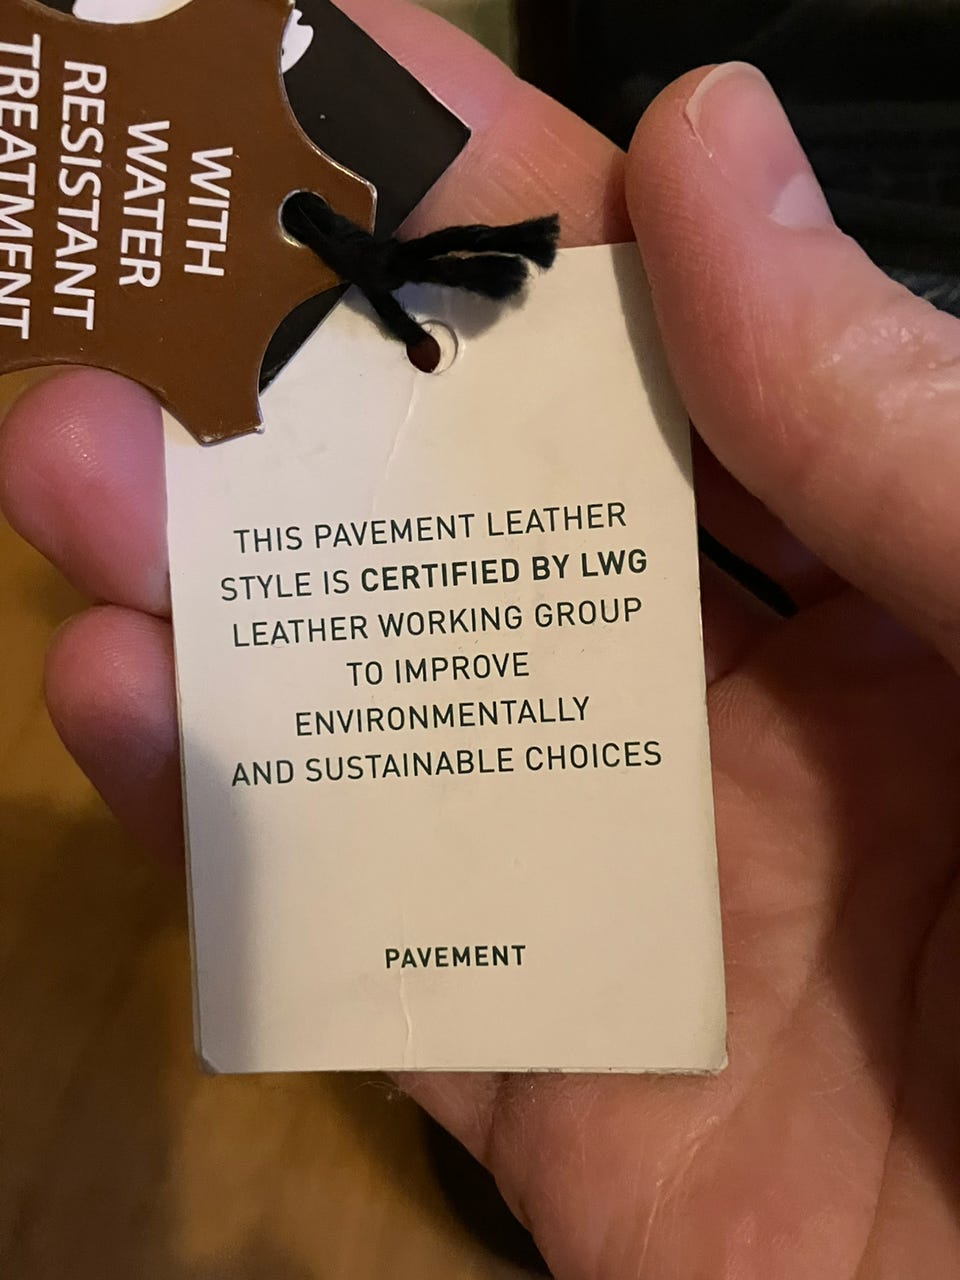 WITH
WATER
RESISTANT
TREATMENT
THIS PAVEMENT LEATHER
STYLE IS CERTIFIED BY LWG
LEATHER WORKING GROUP
TO IMPROVE
ENVIRONMENTALLY
AND SUSTAINABLE CHOICES
PAVEMENT